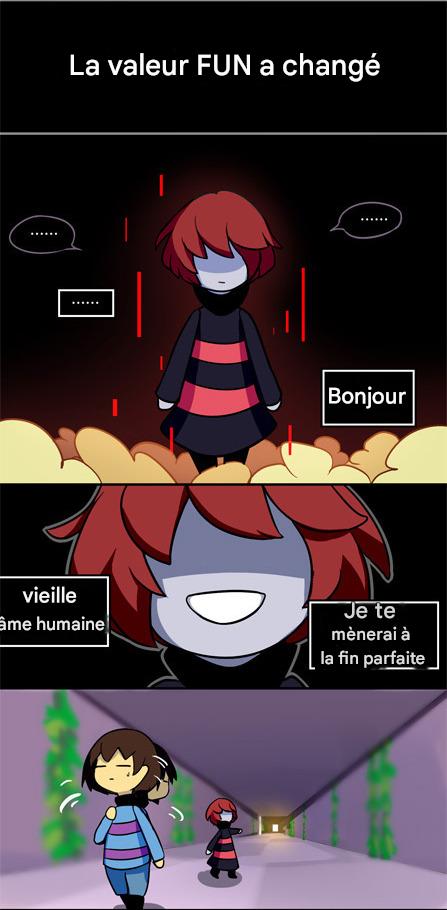 La valeur FUN a changé
......
......
......
Bonjour
vieille
âme humaine
Je te
mènerai à
la fin parfaite